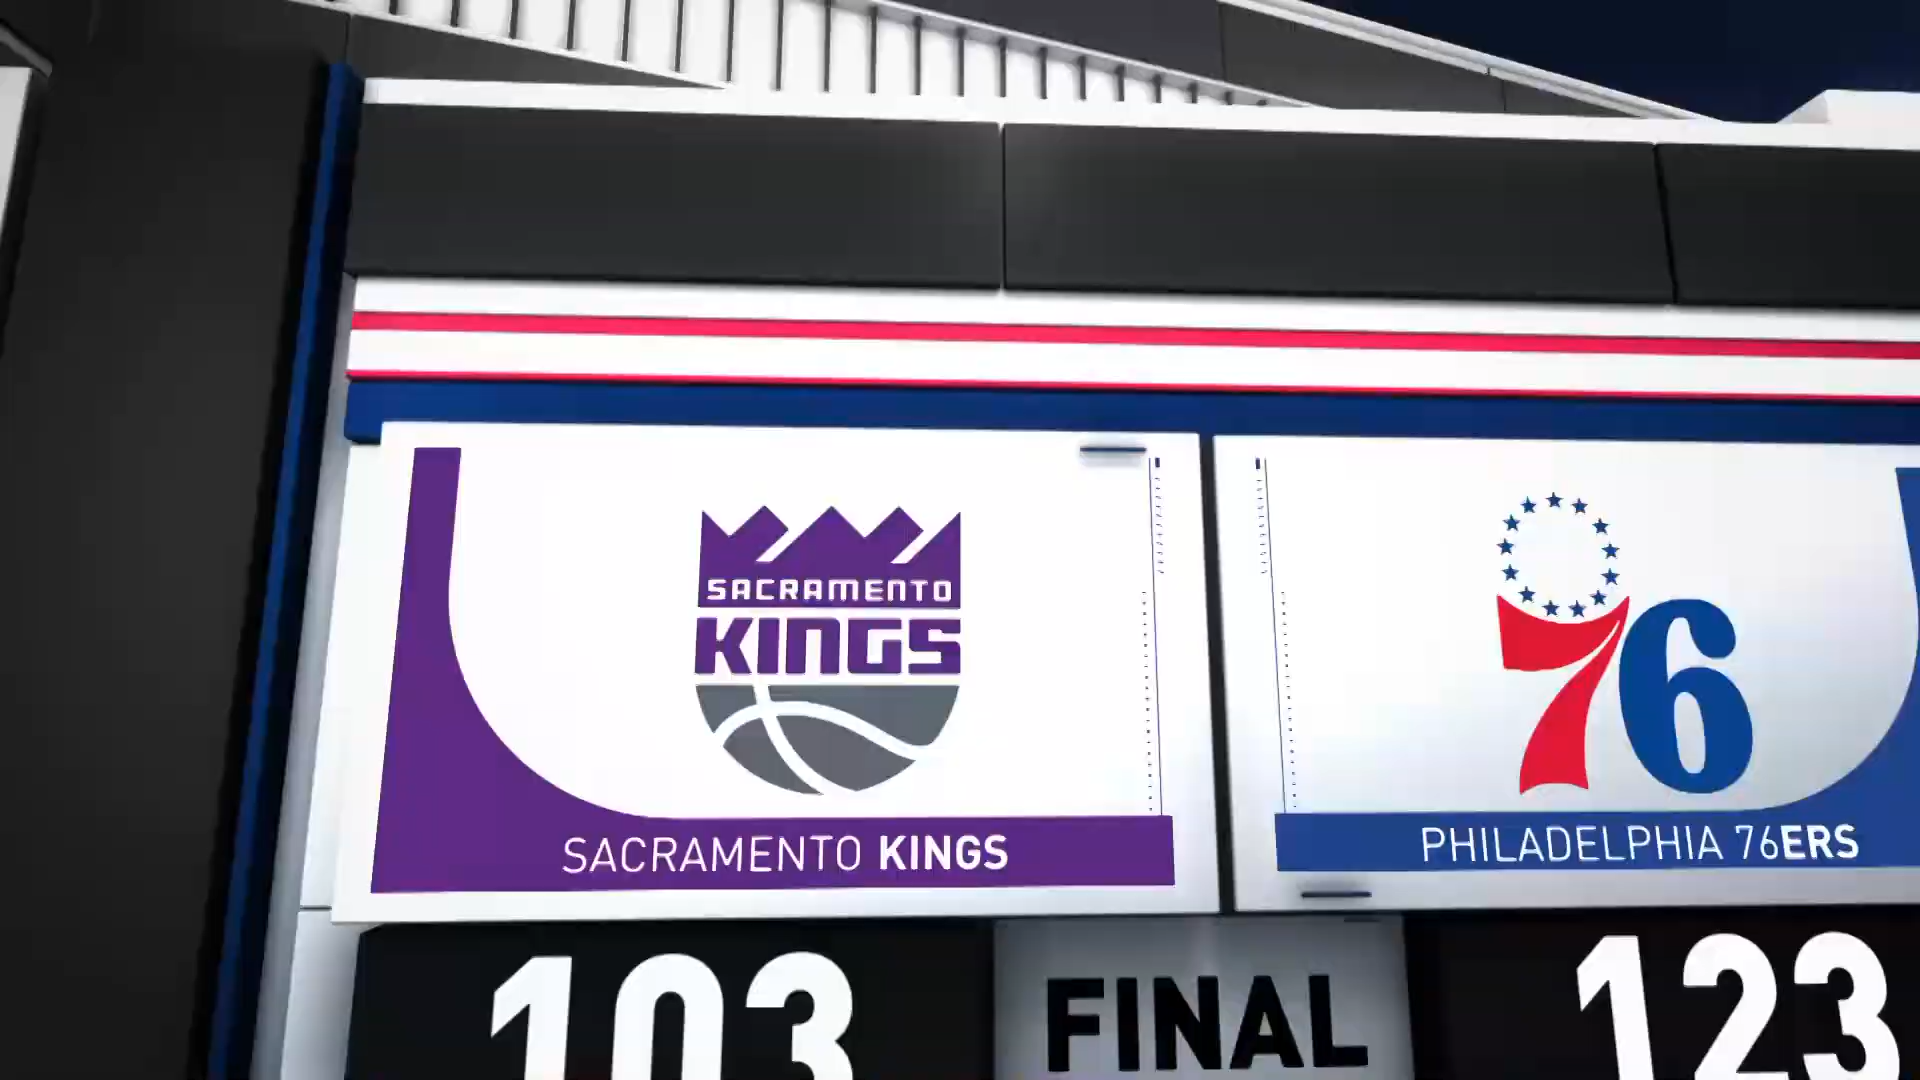 SACRAMENTO
KINGS
76
SACRAMENTO KINGS
PHILADELPHIA 76ERS
103
FINAL
123